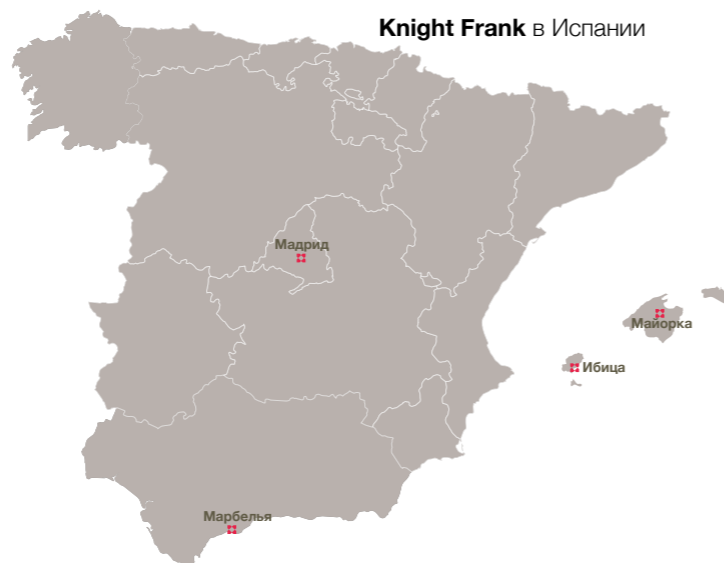 Knight Frank в Испании
Мадрид
Майорка
Ибица
Марбелья